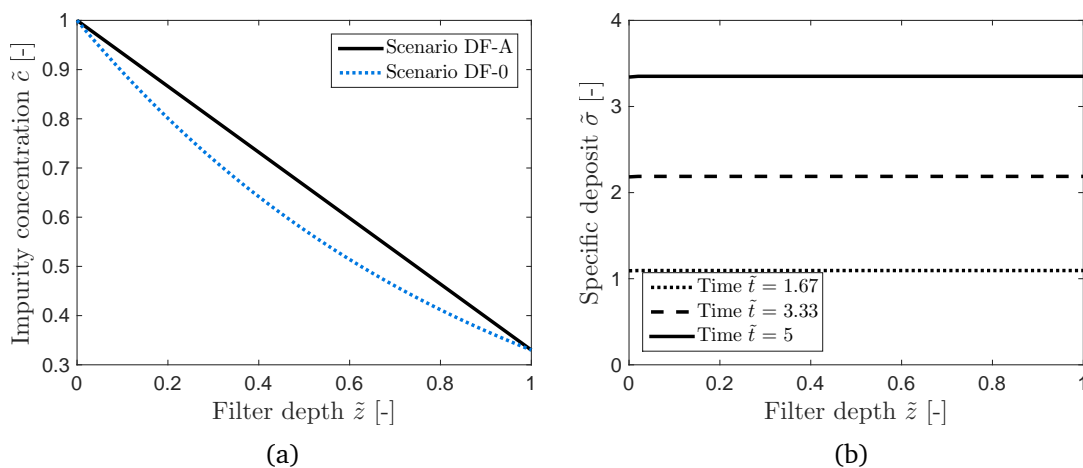 1
0.9
0.8
0.7
0.6
0.5
0.4
0.3
Impurity concentration c̃ [-]
Scenario DF-A
Scenario DF-0
0 0.2 0.4 0.6 0.8 1
Filter depth z̃ [-]
(a)
4
3
2
1
0
Specific deposit σ̃ [-]
Time t̃ = 1.67
Time t̃ = 3.33
Time t̃ = 5
0 0.2 0.4 0.6 0.8 1
Filter depth z̃ [-]
(b)